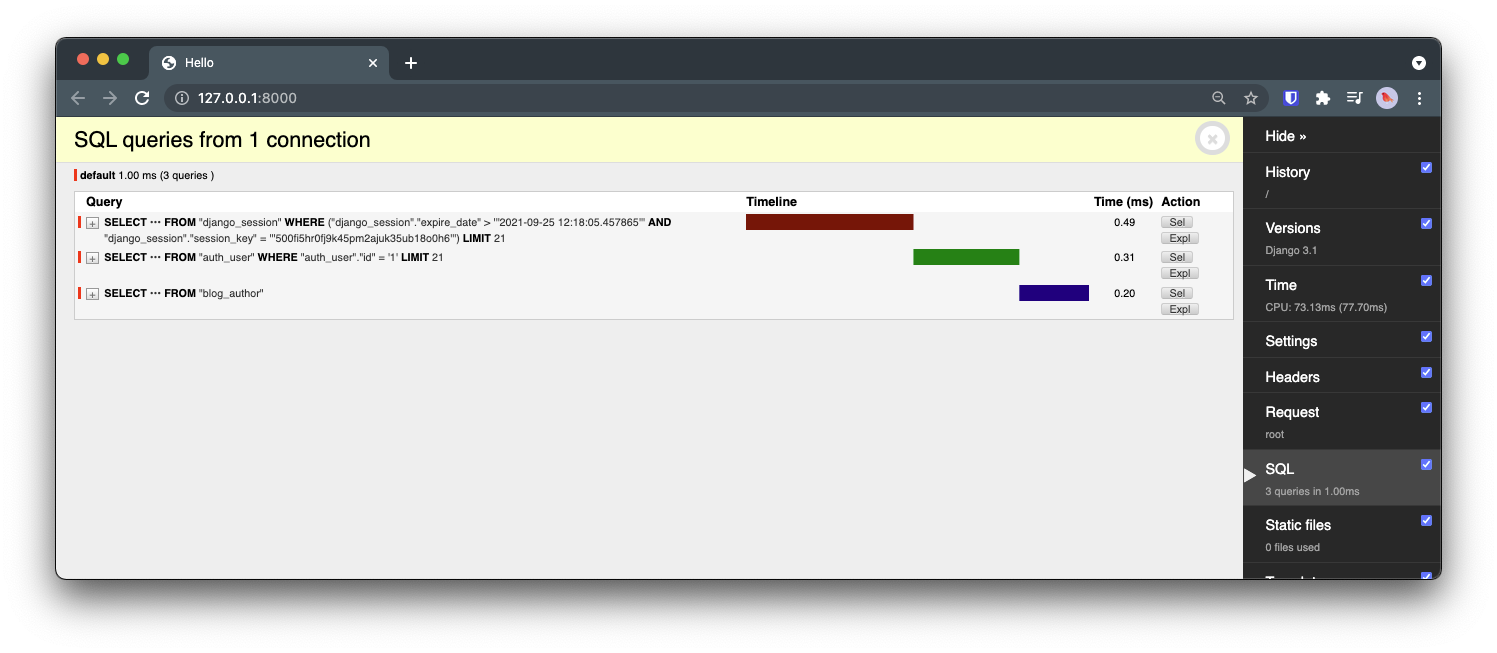 Hello
127.0.0.1:8000
SQL queries from 1 connection
default 1.00 ms (3 queries )
Query Timeline Time (ms) Action
SELECT ••• FROM "django_session" WHERE ("django_session"."expire_date" > '''2021-09-25 12:18:05.457865''' AND 0.49 Sel
"django_session"."session_key" = '''500fi5hr0fj9k45pm2ajuk35ub18o0h6''') LIMIT 21 Expl
SELECT ••• FROM "auth_user" WHERE "auth_user"."id" = '1' LIMIT 21 0.31 Sel
Expl
SELECT ••• FROM "blog_author" 0.20 Sel
Expl
Hide »
History
/
Versions
Django 3.1
Time
CPU: 73.13ms (77.70ms)
Settings
Headers
Request
root
SQL
3 queries in 1.00ms
Static files
0 files used